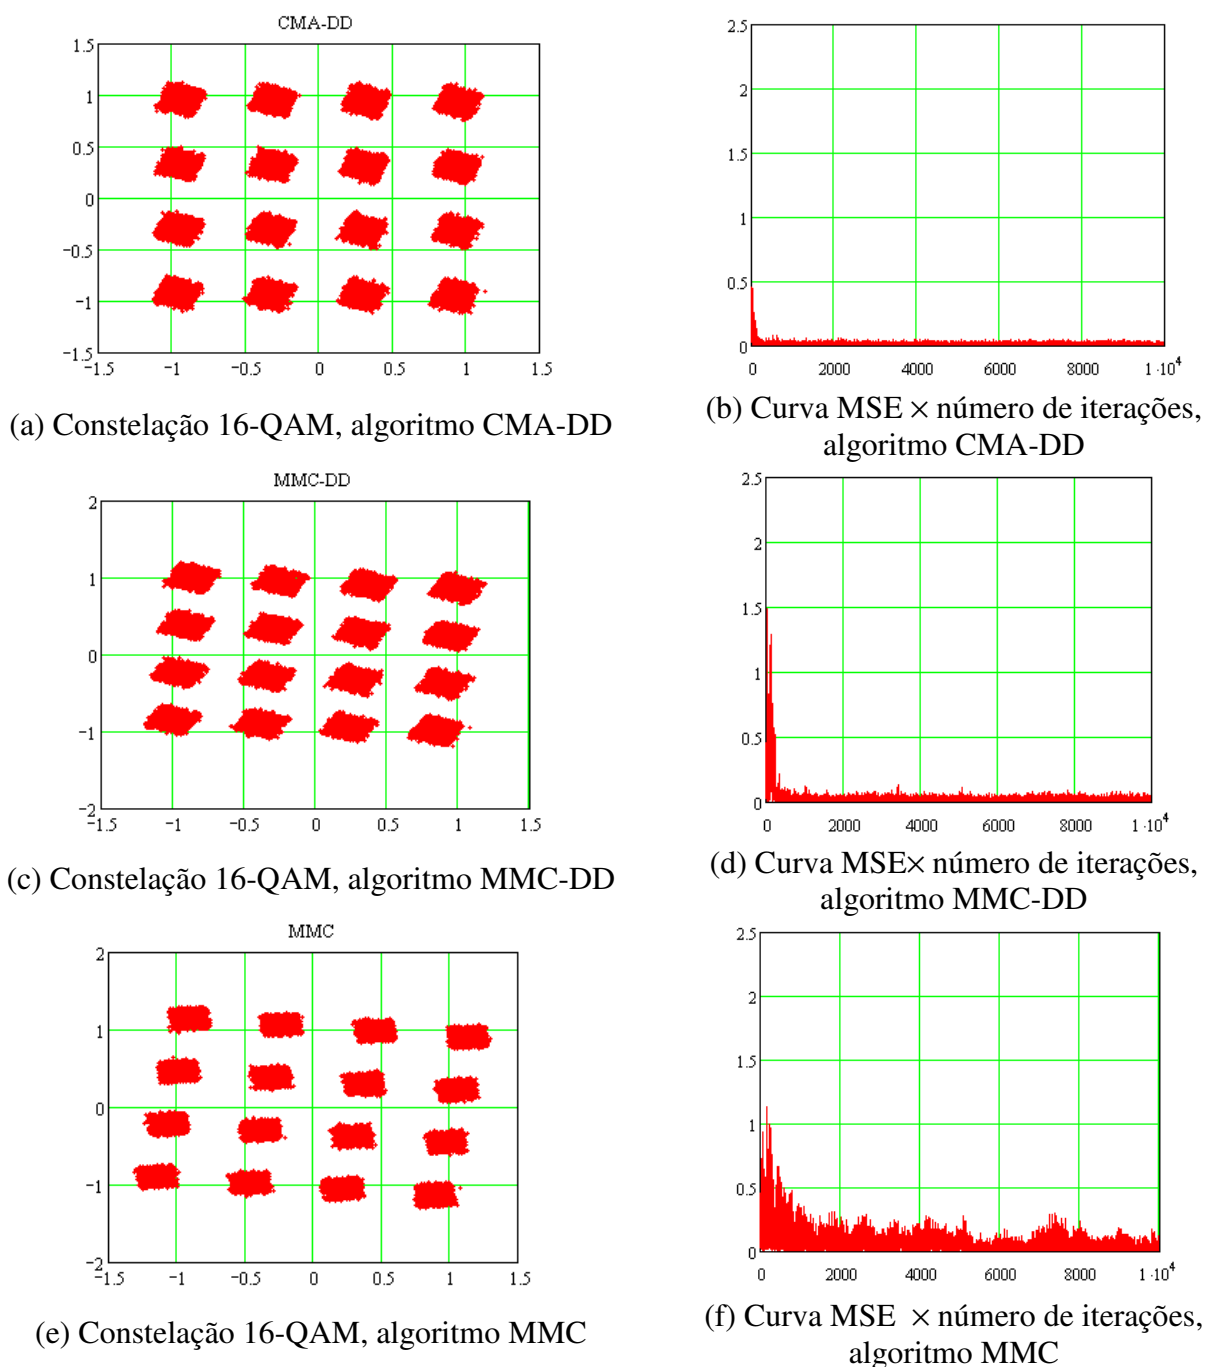 CMA-DD
1.5
1
0.5
0
−0.5
−1
−1.5
−1.5 −1 −0.5 0 0.5 1 1.5
2.5
2
1.5
1
0.5
0
0 2000 4000 6000 8000 1·10⁴
(a) Constelação 16-QAM, algoritmo CMA-DD
(b) Curva MSE × número de iterações,
algoritmo CMA-DD
MMC-DD
2
1
0
−1
−2
−1.5 −1 −0.5 0 0.5 1 1.5
2.5
2
1.5
1
0.5
0
0 2000 4000 6000 8000 1·10⁴
(c) Constelação 16-QAM, algoritmo MMC-DD
(d) Curva MSE× número de iterações,
algoritmo MMC-DD
MMC
2
1
0
−1
−2
−1.5 −1 −0.5 0 0.5 1 1.5
2.5
2
1.5
1
0.5
0
0 2000 4000 6000 8000 1·10⁴
(e) Constelação 16-QAM, algoritmo MMC
(f) Curva MSE × número de iterações,
algoritmo MMC